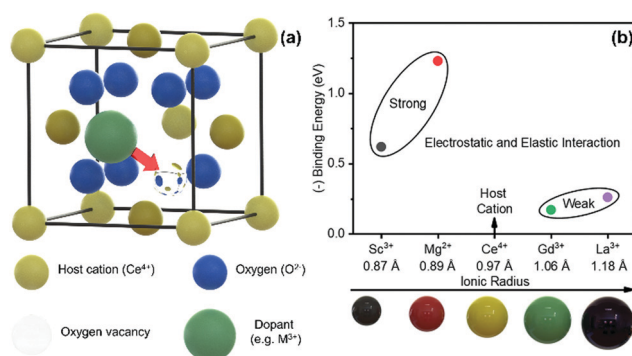 (a)
Host cation (Ce⁴⁺)
Oxygen (O²⁻)
Oxygen vacancy
Dopant
(e.g. M³⁺)
(b)
(-) Binding Energy (eV)
1.5
1.0
0.5
0.0
Strong
Electrostatic and Elastic Interaction
Host
Cation
Weak
Sc³⁺ Mg²⁺ Ce⁴⁺ Gd³⁺ La³⁺
0.87 Å 0.89 Å 0.97 Å 1.06 Å 1.18 Å
Ionic Radius